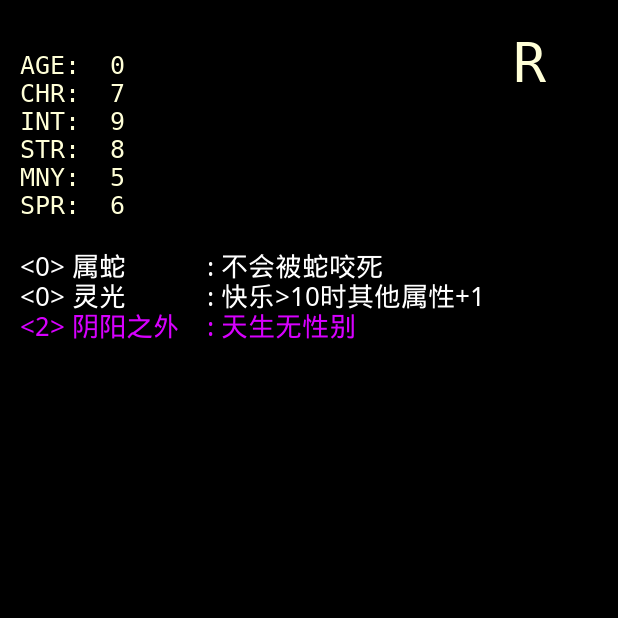 R
AGE: 0
CHR: 7
INT: 9
STR: 8
MNY: 5
SPR: 6
<0> 属蛇 : 不会被蛇咬死
<0> 灵光 : 快乐>10时其他属性+1
<2> 阴阳之外 : 天生无性别